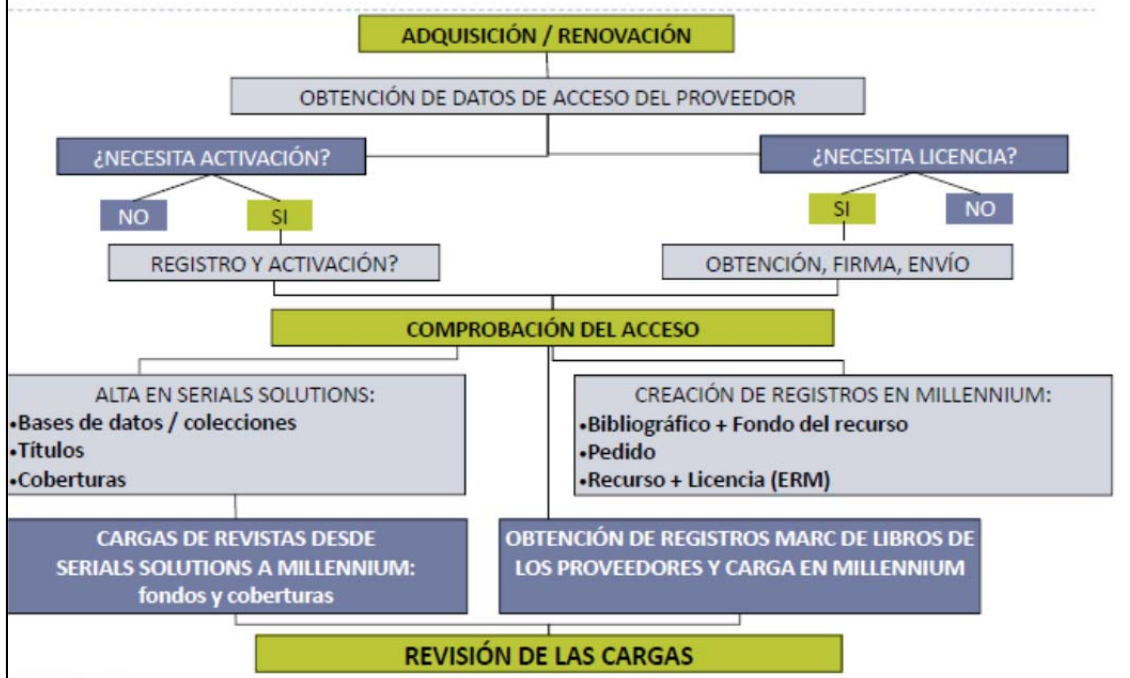 ADQUISICIÓN / RENOVACIÓN
OBTENCIÓN DE DATOS DE ACCESO DEL PROVEEDOR
¿NECESITA ACTIVACIÓN?
¿NECESITA LICENCIA?
NO
SI
SI
NO
REGISTRO Y ACTIVACIÓN?
OBTENCIÓN, FIRMA, ENVÍO
COMPROBACIÓN DEL ACCESO
ALTA EN SERIALS SOLUTIONS:
•Bases de datos / colecciones
•Títulos
•Coberturas
CREACIÓN DE REGISTROS EN MILLENNIUM:
•Bibliográfico + Fondo del recurso
•Pedido
•Recurso + Licencia (ERM)
CARGAS DE REVISTAS DESDE
SERIALS SOLUTIONS A MILLENNIUM:
fondos y coberturas
OBTENCIÓN DE REGISTROS MARC DE LIBROS DE
LOS PROVEEDORES Y CARGA EN MILLENNIUM
REVISIÓN DE LAS CARGAS